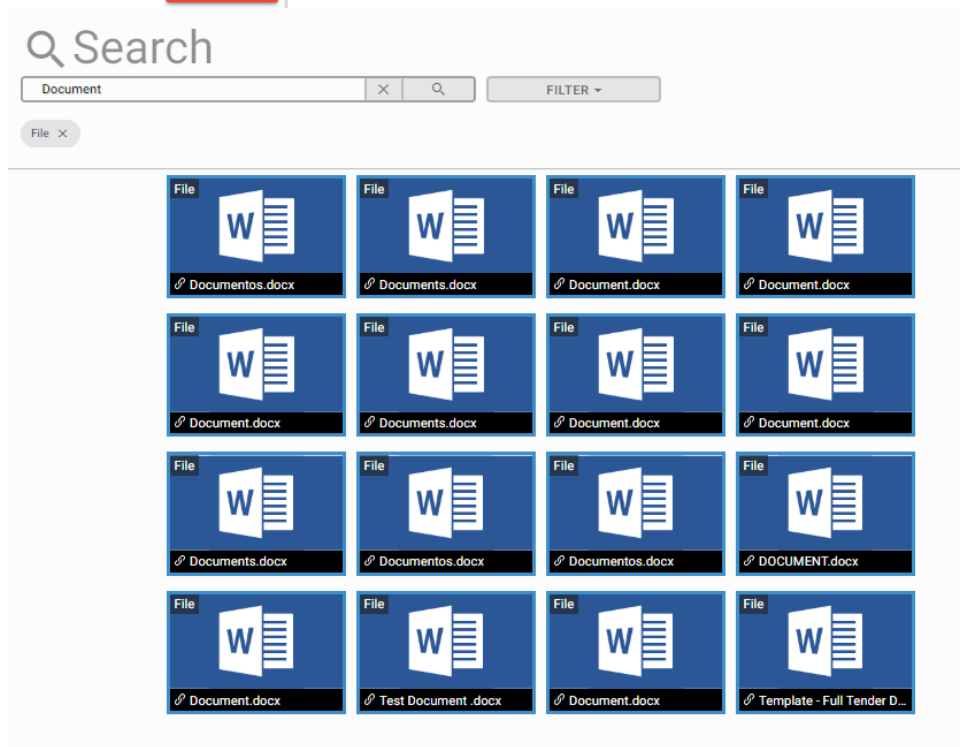 Search
Document
FILTER
File
File
File
File
File
W
W
W
W
Documentos.docx
Documents.docx
Document.docx
Document.docx
File
File
File
File
W
W
W
W
Document.docx
Documents.docx
Document.docx
Document.docx
File
File
File
File
W
W
W
W
Documents.docx
Documentos.docx
Documentos.docx
DOCUMENT.docx
File
File
File
File
W
W
W
W
Document.docx
Test Document .docx
Document.docx
Template - Full Tender D...